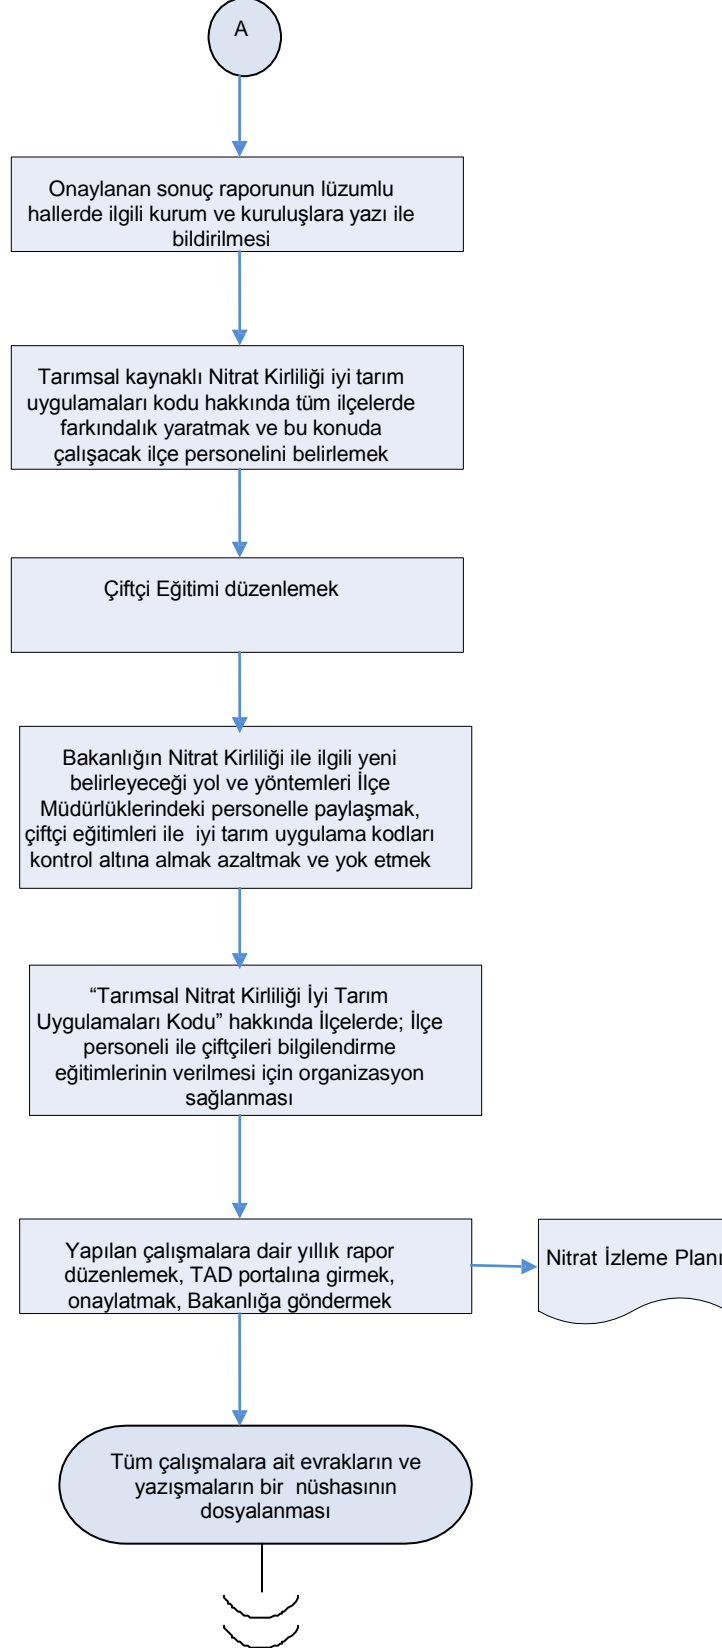 A
Onaylanan sonuç raporunun lüzumlu
hallerde ilgili kurum ve kuruluşlara yazı ile
bildirilmesi
Tarımsal kaynaklı Nitrat Kirliliği iyi tarım
uygulamaları kodu hakkında tüm ilçelerde
farkındalık yaratmak ve bu konuda
çalışacak ilçe personelini belirlemek
Çiftçi Eğitimi düzenlemek
Bakanlığın Nitrat Kirliliği ile ilgili yeni
belirleyeceği yol ve yöntemleri İlçe
Müdürlüklerindeki personelle paylaşmak,
çiftçi eğitimleri ile iyi tarım uygulama kodları
kontrol altına almak azaltmak ve yok etmek
“Tarımsal Nitrat Kirliliği İyi Tarım
Uygulamaları Kodu” hakkında İlçelerde; İlçe
personeli ile çiftçileri bilgilendirme
eğitimlerinin verilmesi için organizasyon
sağlanması
Yapılan çalışmalara dair yıllık rapor
düzenlemek, TAD portalına girmek,
onaylatmak, Bakanlığa göndermek
Nitrat İzleme Planı
Tüm çalışmalara ait evrakların ve
yazışmaların bir nüshasının
dosyalanması